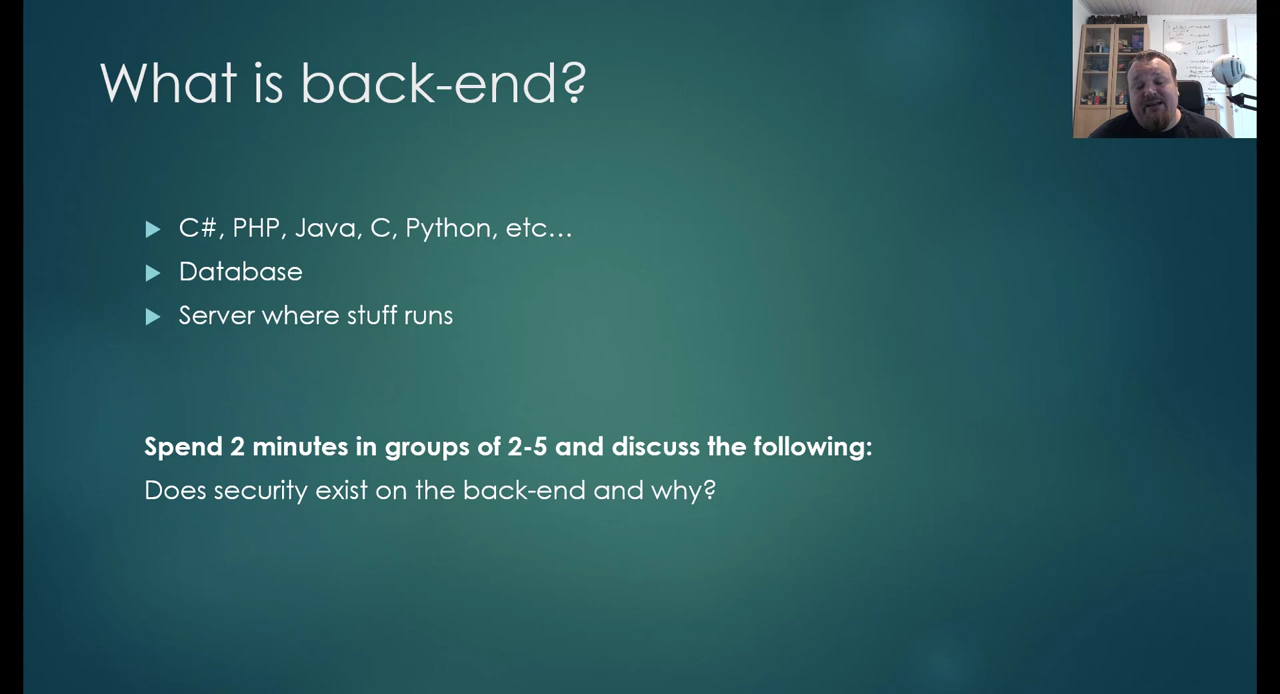 What is back-end?
C#, PHP, Java, C, Python, etc…
Database
Server where stuff runs
Spend 2 minutes in groups of 2-5 and discuss the following:
Does security exist on the back-end and why?